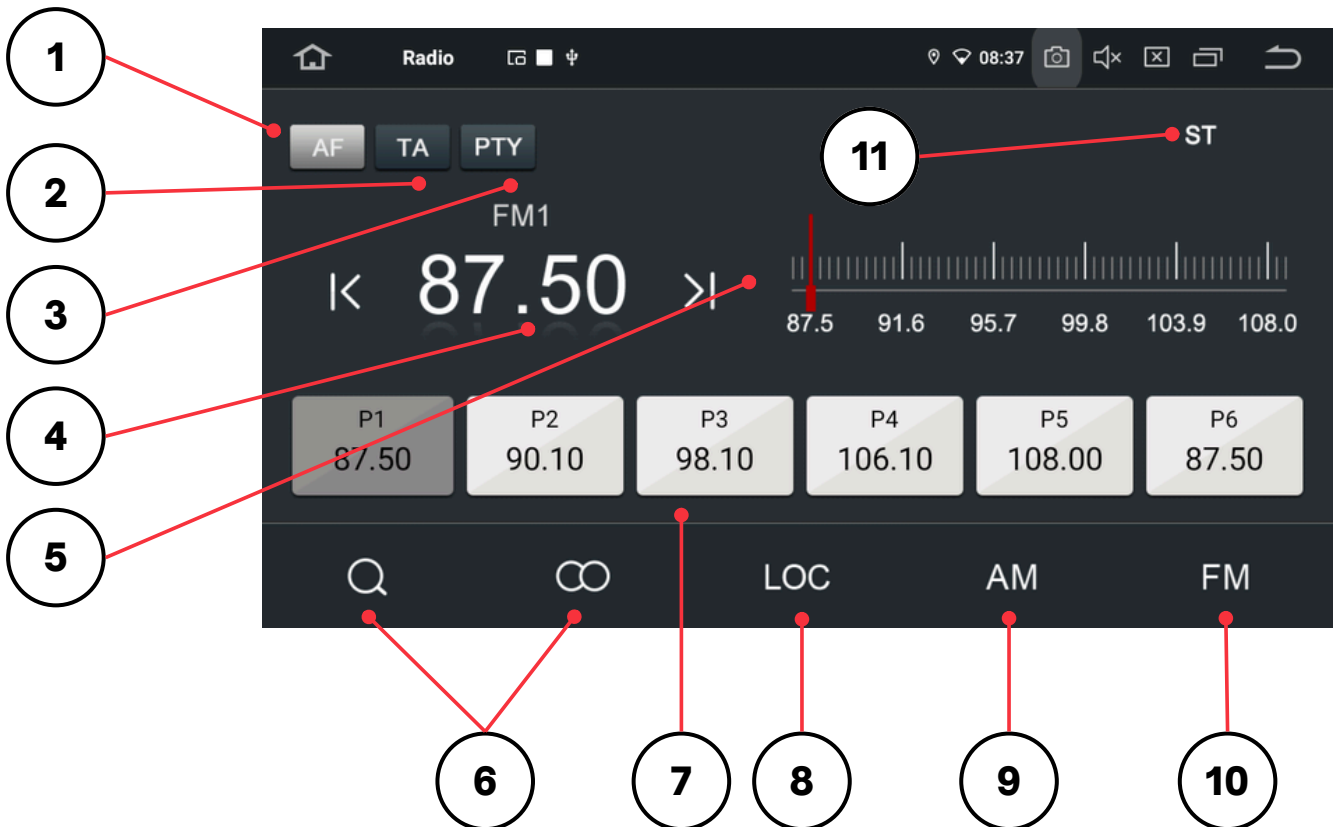 1
Radio
08:37
AF TA PTY
11
ST
2
FM1
3
87.50
87.5 91.6 95.7 99.8 103.9 108.0
4
P1 P2 P3 P4 P5 P6
87.50 90.10 98.10 106.10 108.00 87.50
5
LOC AM FM
6 7 8 9 10